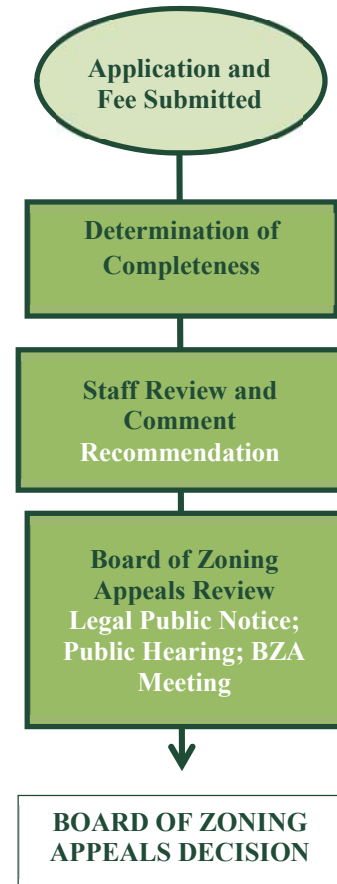 Application and
Fee Submitted
Determination of
Completeness
Staff Review and
Comment
Recommendation
Board of Zoning
Appeals Review
Legal Public Notice;
Public Hearing; BZA
Meeting
BOARD OF ZONING
APPEALS DECISION